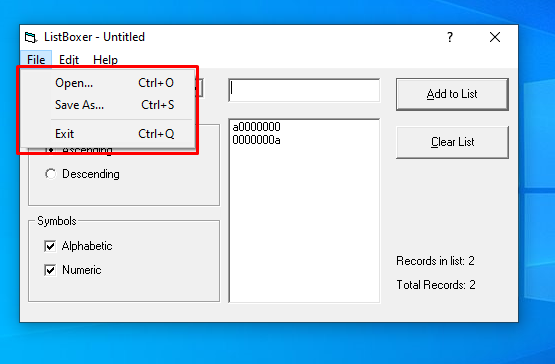 ListBoxer - Untitled
File Edit Help
Open... Ctrl+O
Save As... Ctrl+S
Exit Ctrl+Q
Add to List
a0000000
0000000a
Clear List
Ascending
Descending
Symbols
Alphabetic
Numeric
Records in list: 2
Total Records: 2